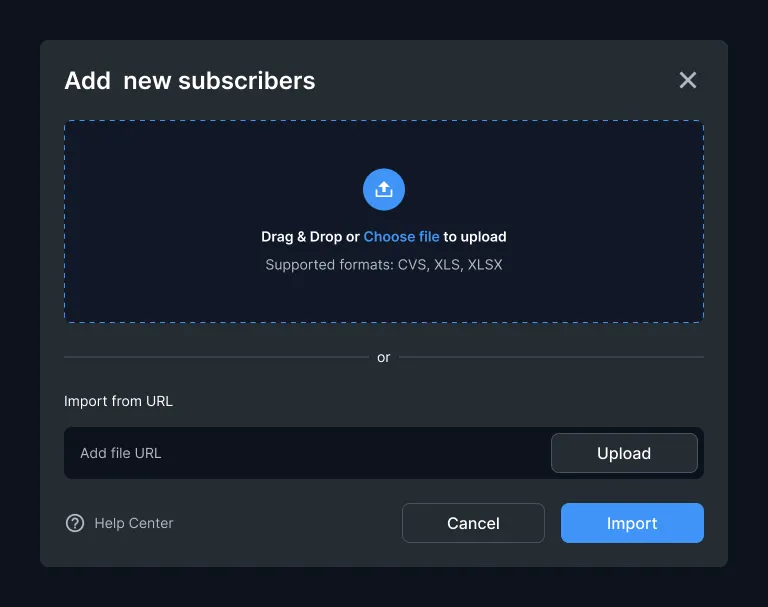 Add new subscribers
Drag & Drop or Choose file to upload
Supported formats: CVS, XLS, XLSX
or
Import from URL
Add file URL
Upload
Help Center
Cancel
Import